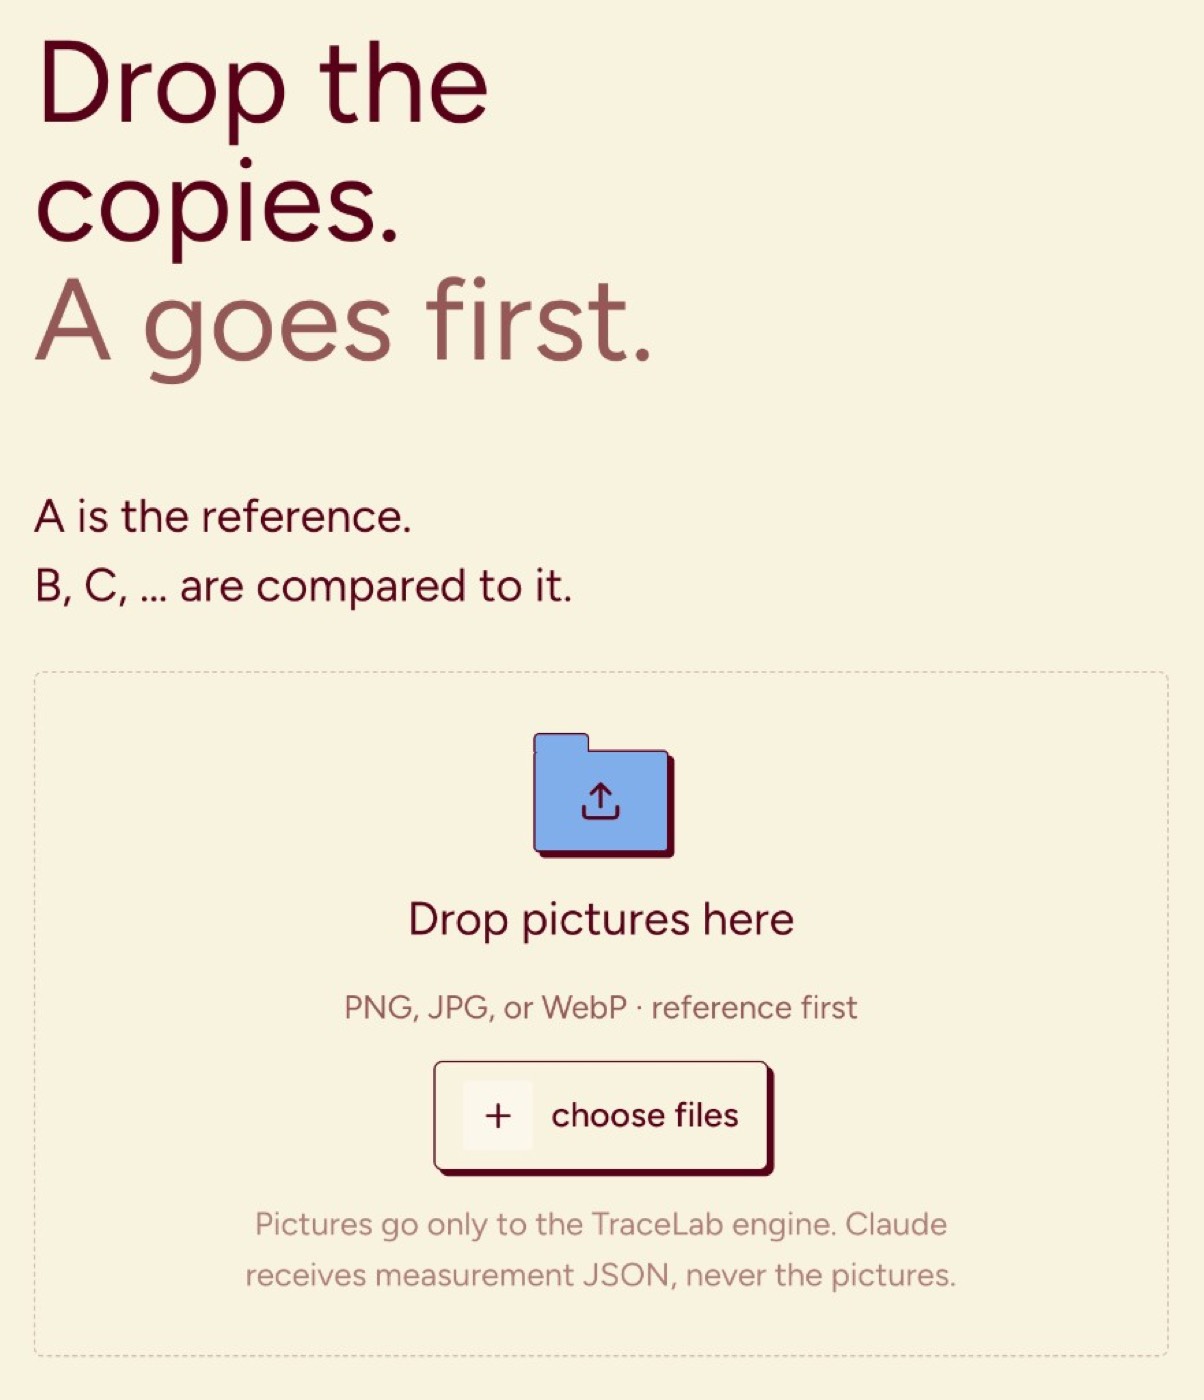 Drop the
copies.
A goes first.
A is the reference.
B, C, ... are compared to it.
Drop pictures here
PNG, JPG, or WebP · reference first
+ choose files
Pictures go only to the TraceLab engine. Claude
receives measurement JSON, never the pictures.